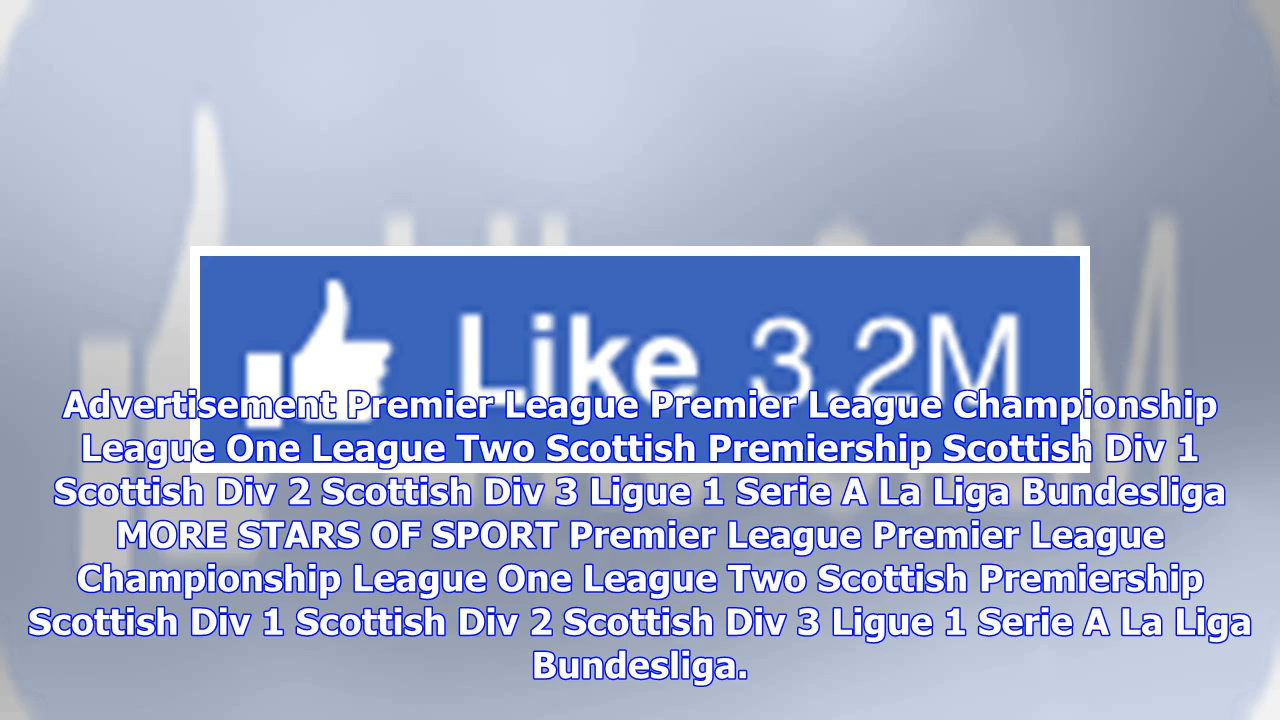 Like 3.2M
Advertisement Premier League Premier League Championship
League One League Two Scottish Premiership Scottish Div 1
Scottish Div 2 Scottish Div 3 Ligue 1 Serie A La Liga Bundesliga
MORE STARS OF SPORT Premier League Premier League
Championship League One League Two Scottish Premiership
Scottish Div 1 Scottish Div 2 Scottish Div 3 Ligue 1 Serie A La Liga
Bundesliga.